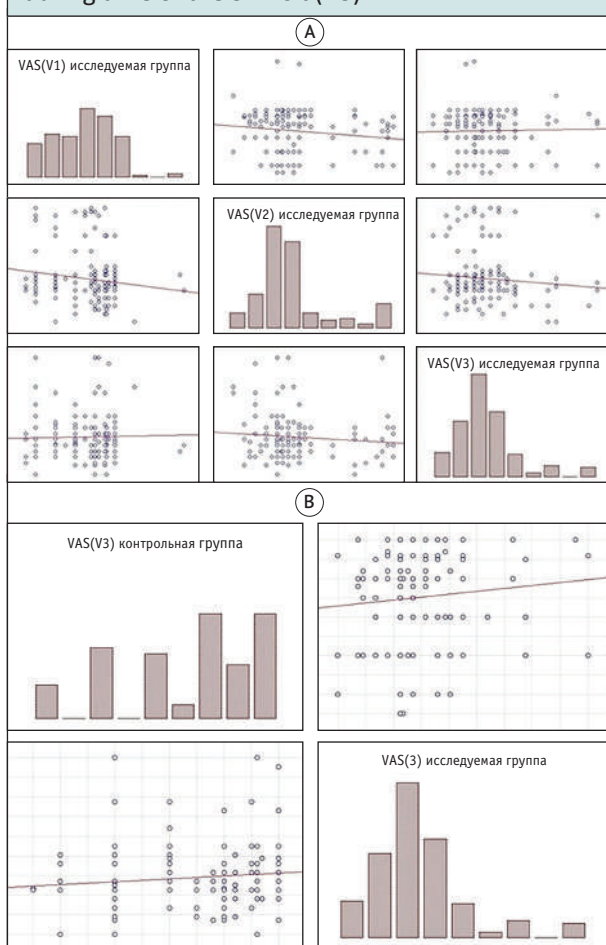 A
VAS(V1) исследуемая группа
VAS(V2) исследуемая группа
VAS(V3) исследуемая группа
B
VAS(V3) контрольная группа
VAS(3) исследуемая группа